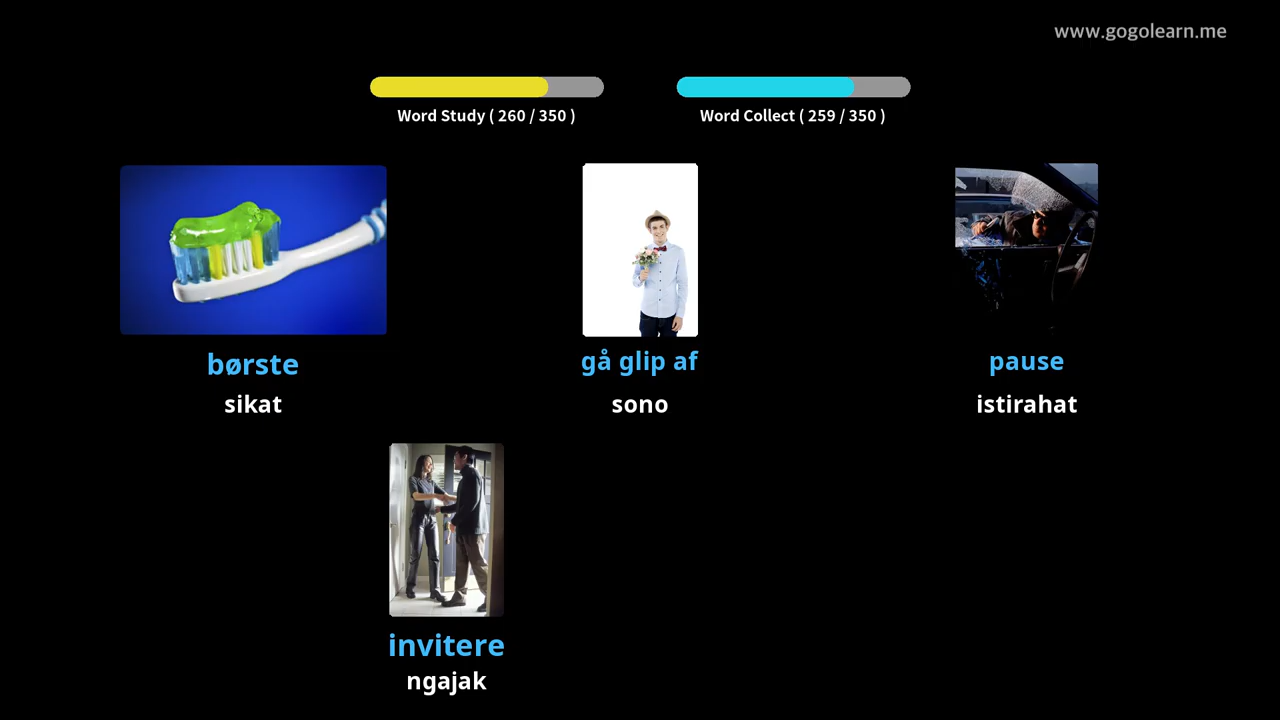 www.gogolearn.me
Word Study ( 260 / 350 )
Word Collect ( 259 / 350 )
børste
gå glip af
pause
sikat
sono
istirahat
invitere
ngajak